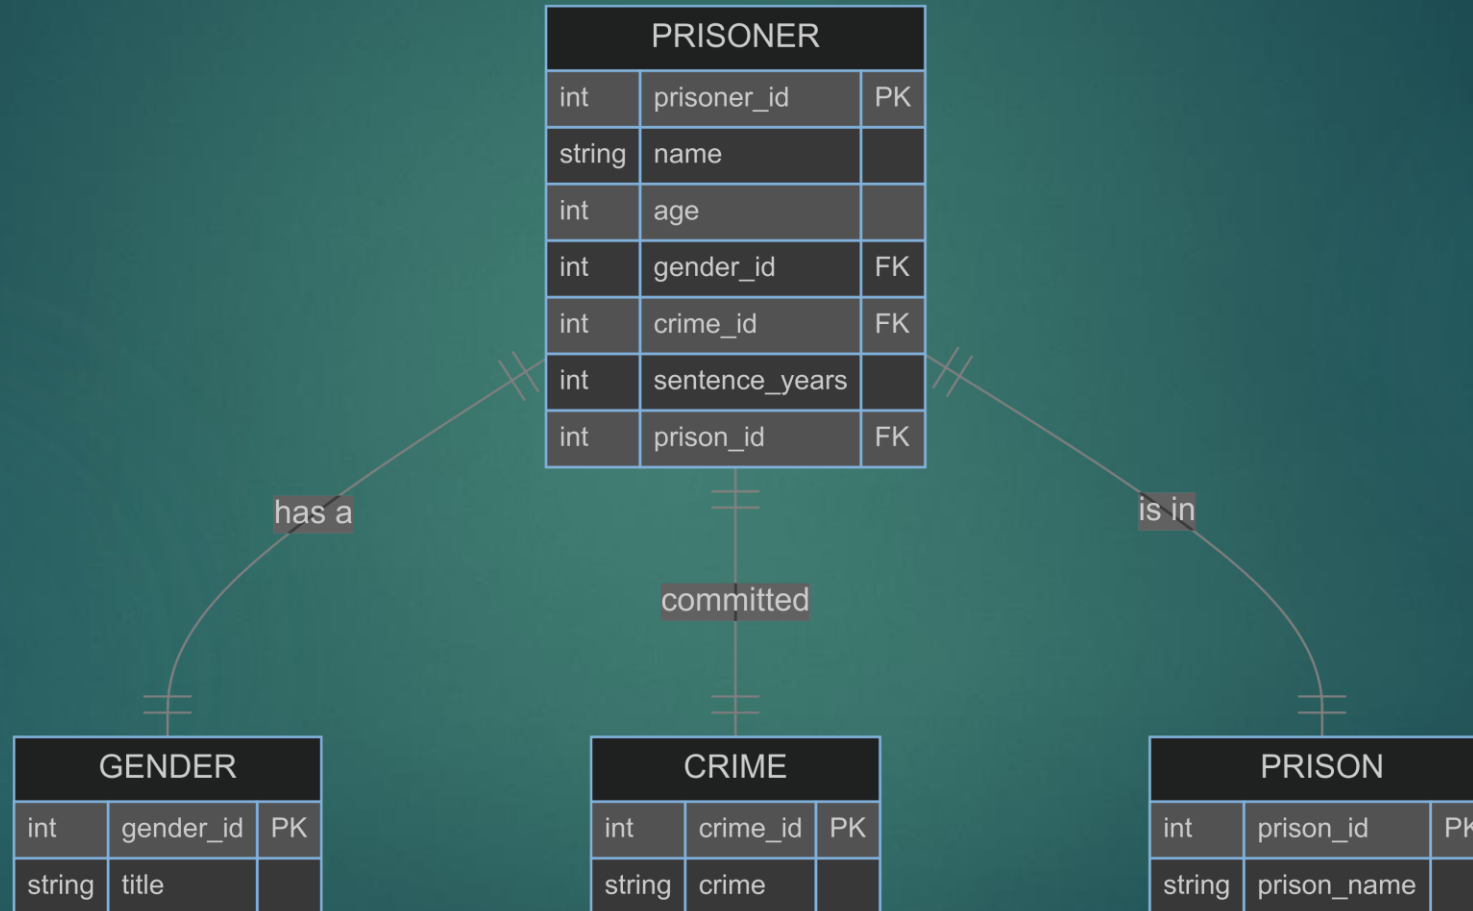 PRISONER
int prisoner_id PK
string name
int age
int gender_id FK
int crime_id FK
int sentence_years
int prison_id FK
has a
committed
is in
GENDER
int gender_id PK
string title
CRIME
int crime_id PK
string crime
PRISON
int prison_id PK
string prison_name